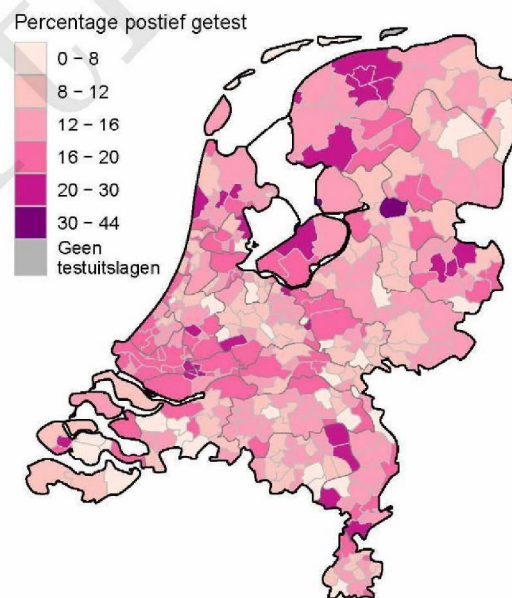 Percentage postief getest
0 – 8
8 – 12
12 – 16
16 – 20
20 – 30
30 – 44
Geen
testuitslagen